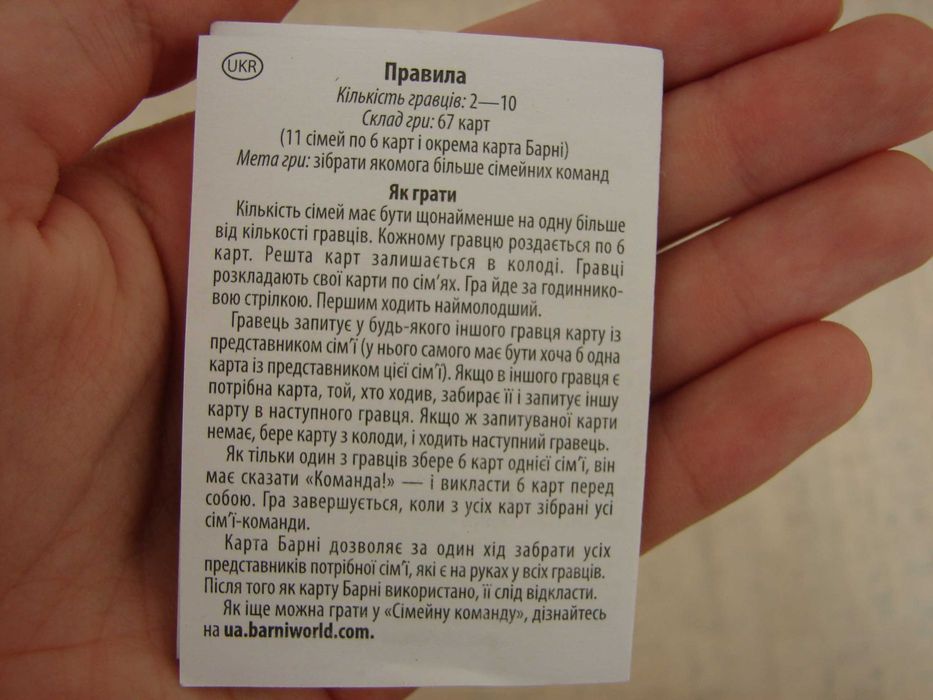 UKR
Правила
Кількість гравців: 2—10
Склад гри: 67 карт
(11 сімей по 6 карт і окрема карта Барні)
Мета гри: зібрати якомога більше сімейних команд
Як грати
Кількість сімей має бути щонайменше на одну більше
від кількості гравців. Кожному гравцю роздається по 6
карт. Решта карт залишається в колоді. Гравці
розкладають свої карти по сім'ях. Гра йде за годиннико-
вою стрілкою. Першим ходить наймолодший.
Гравець запитує у будь-якого іншого гравця карту із
представником сім'ї (у нього самого має бути хоча б одна
карта із представником цієї сім'ї). Якщо в іншого гравця є
потрібна карта, той, хто ходив, забирає її і запитує іншу
карту в наступного гравця. Якщо ж запитуваної карти
немає, бере карту з колоди, і ходить наступний гравець.
Як тільки один з гравців збере 6 карт однієї сім'ї, він
має сказати «Команда!» — і викласти 6 карт перед
собою. Гра завершується, коли з усіх карт зібрані усі
сім'ї-команди.
Карта Барні дозволяє за один хід забрати усіх
представників потрібної сім'ї, які є на руках у всіх гравців.
Після того як карту Барні використано, її слід відкласти.
Як іще можна грати у «Сімейну команду», дізнайтесь
на ua.barniworld.com.